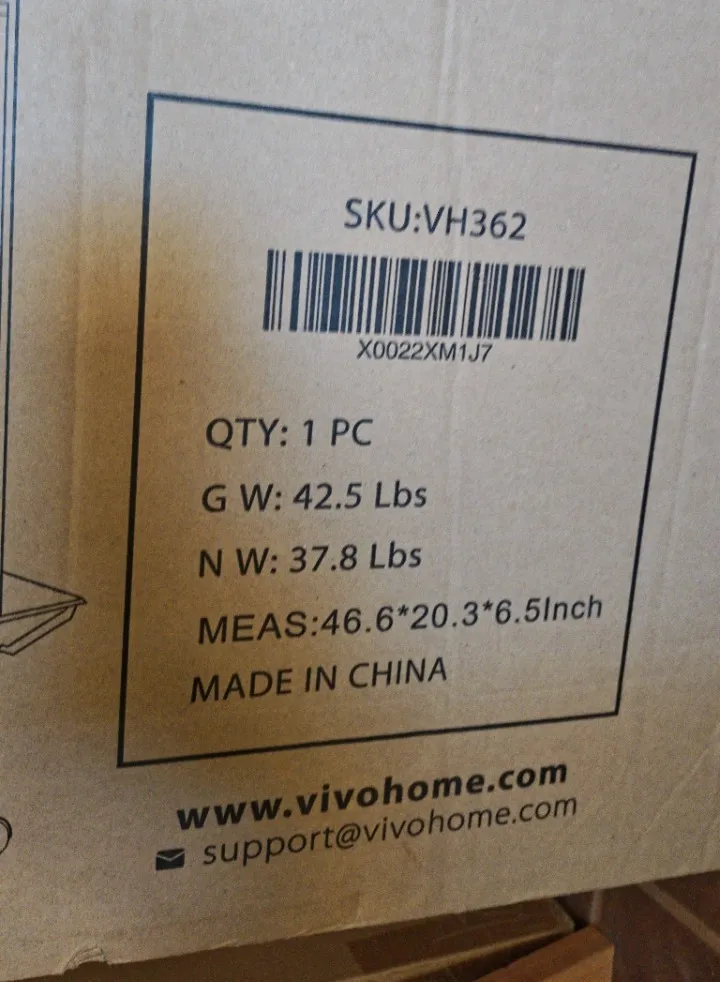 SKU:VH362
X0022XM1J7
QTY: 1 PC
G W: 42.5 Lbs
N W: 37.8 Lbs
MEAS:46.6*20.3*6.5Inch
MADE IN CHINA
www.vivohome.com
support@vivohome.com